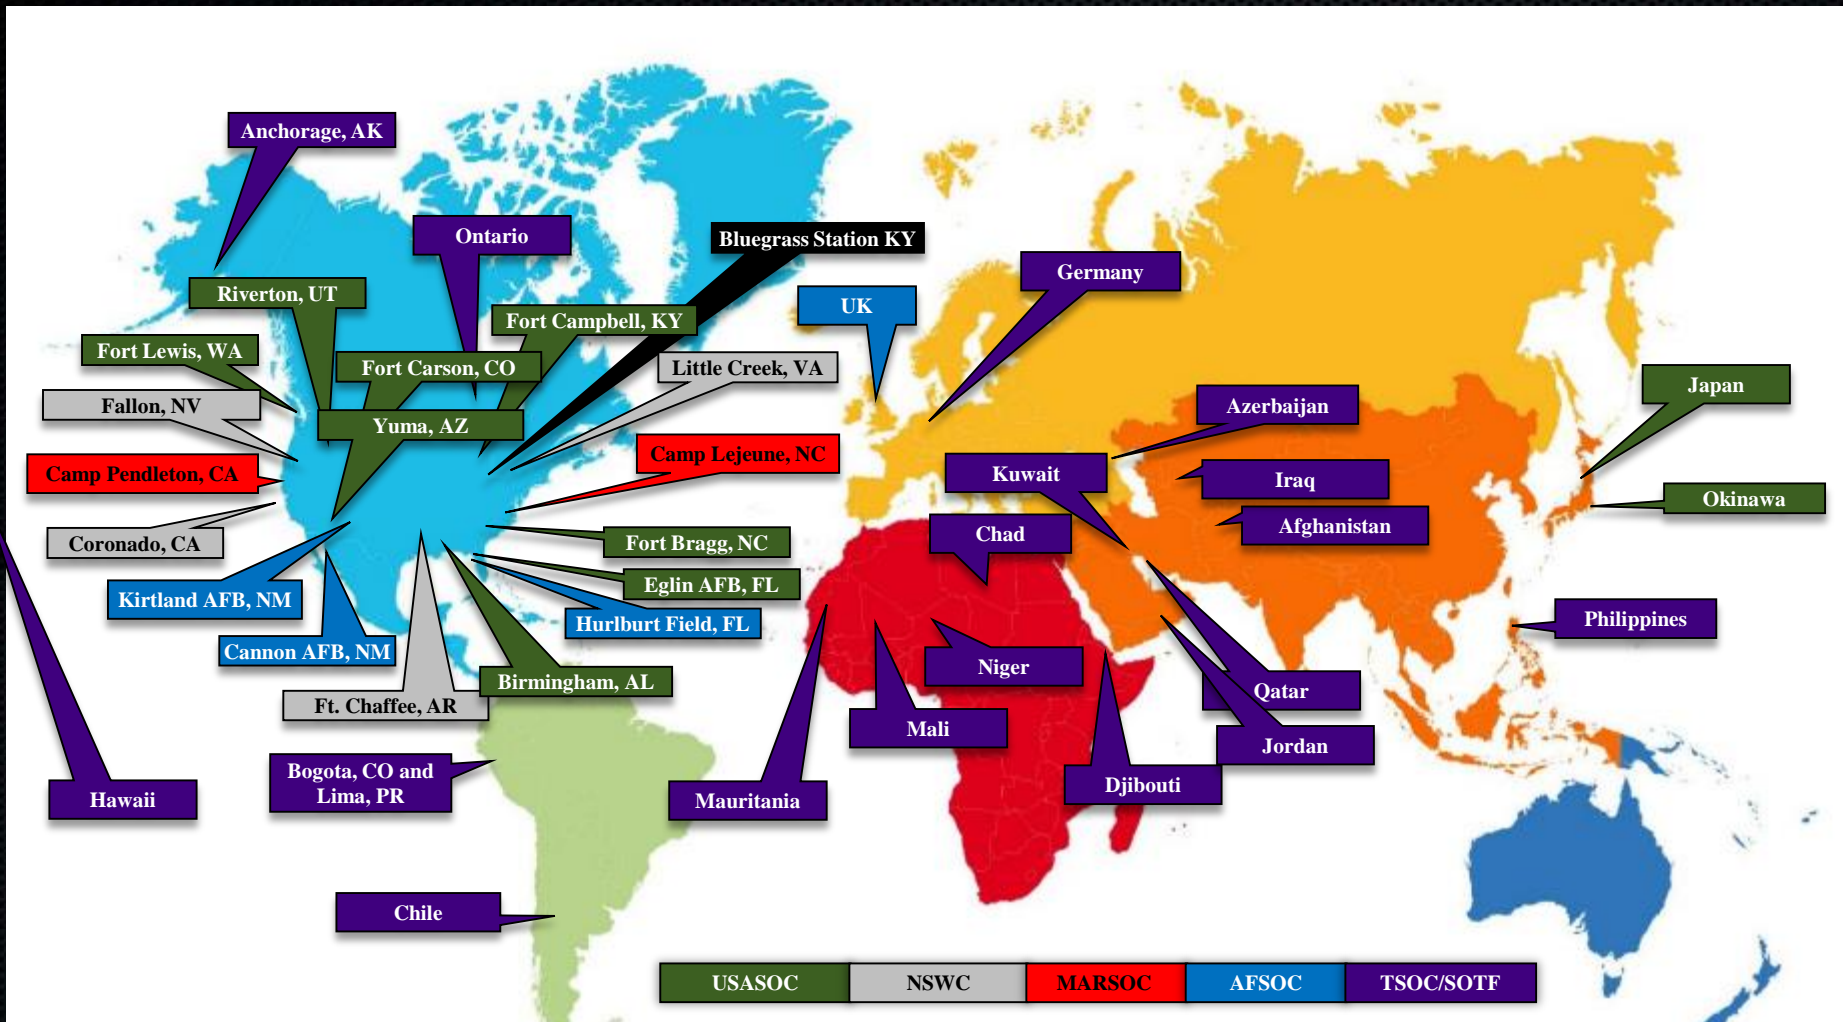 Anchorage, AK
Ontario
Bluegrass Station KY
Germany
Riverton, UT
UK
Fort Campbell, KY
Fort Lewis, WA
Fort Carson, CO
Little Creek, VA
Japan
Fallon, NV
Yuma, AZ
Azerbaijan
Camp Pendleton, CA
Camp Lejeune, NC
Kuwait
Iraq
Okinawa
Coronado, CA
Fort Bragg, NC
Chad
Afghanistan
Kirtland AFB, NM
Eglin AFB, FL
Hurlburt Field, FL
Philippines
Cannon AFB, NM
Birmingham, AL
Niger
Qatar
Ft. Chaffee, AR
Mali
Jordan
Bogota, CO and
Lima, PR
Hawaii
Mauritania
Djibouti
Chile
USASOC
NSWC
MARSOC
AFSOC
TSOC/SOTF